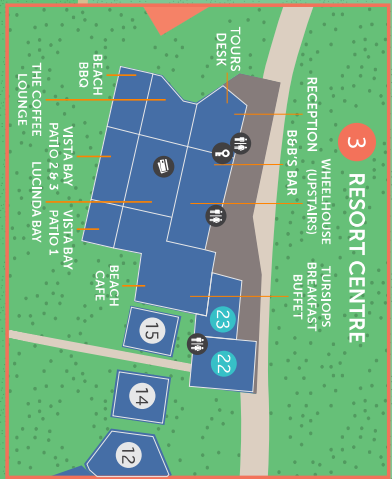 3 RESORT CENTRE
RECEPTION
B&B'S BAR
WHEELHOUSE
(UPSTAIRS)
TURSIOPS
BREAKFAST
BUFFET
TOURS
DESK
23
22
15
14
12
BEACH
BBQ
THE COFFEE
LOUNGE
VISTA BAY
PATIO 2 & 3
LUCINDA BAY
VISTA BAY
PATIO 1
BEACH
CAFE